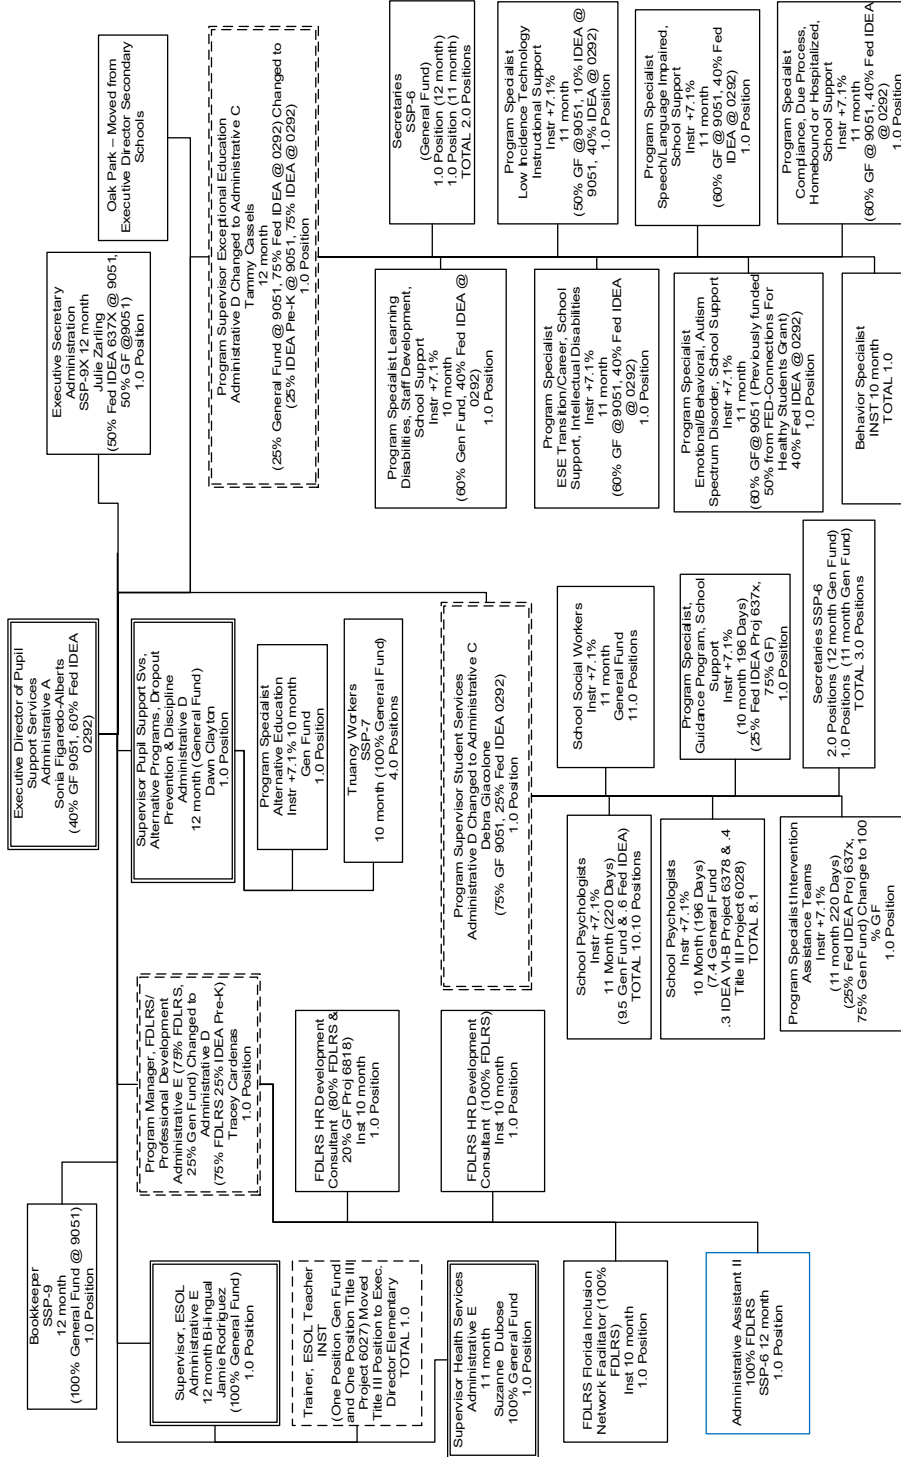 Executive Director of Pupil
Support Services
Administrative A
Sonia Figaredo-Alberts
(40% GF 9051, 60% Fed IDEA
0292)
Bookkeeper
SSP-9
12 month
(100% General Fund @ 9051)
1.0 Position
Executive Secretary
Administration
SSP-9X 12 month
Julie Zarling
(50% Fed IDEA 637X @ 9051,
50% GF @9051)
1.0 Position
Oak Park – Moved from
Executive Director Secondary
Schools
Supervisor, ESOL
Administrative E
12 month Bi-lingual
Jamie Rodriguez
(100% General Fund)
1.0 Position
Trainer, ESOL Teacher
INST
(One Position Gen Fund
and One Position Title III
Project 6027) Moved
Title III Position to Exec.
Director Elementary
TOTAL 1.0
Supervisor Health Services
Administrative E
11 month
Suzanne Dubose
100% General Fund
1.0 Position
Program Manager, FDLRS/
Professional Development
Administrative E (75% FDLRS,
25% Gen Fund) Changed to
Administrative D
(75% FDLRS 25% IDEA Pre-K)
Tracey Cardenas
1.0 Position
FDLRS HR Development
Consultant (80% FDLRS &
20% GF Proj 6818)
Inst 10 month
1.0 Position
FDLRS HR Development
Consultant (100% FDLRS)
Inst 10 month
1.0 Position
FDLRS Florida Inclusion
Network Facilitator (100%
FDLRS)
Inst 10 month
1.0 Position
Administrative Assistant II
100% FDLRS
SSP-6 12 month
1.0 Position
Supervisor Pupil Support Svs,
Alternative Programs, Dropout
Prevention & Discipline
Administrative D
12 month (General Fund)
Dawn Clayton
1.0 Position
Program Specialist
Alternative Education
Instr +7.1% 10 month
Gen Fund
1.0 Position
Truancy Workers
SSP-7
10 month (100% General Fund)
4.0 Positions
Program Supervisor Student Services
Administrative D Changed to Administrative C
Debra Giacolone
(75% GF 9051, 25% Fed IDEA 0292)
1.0 Position
School Psychologists
Instr +7.1%
11 Month (220 Days)
(9.5 Gen Fund & .6 Fed IDEA)
TOTAL 10.10 Positions
School Social Workers
Instr +7.1%
11 month
General Fund
11.0 Positions
School Psychologists
Instr +7.1%
10 Month (196 Days)
(7.4 General Fund
.3 IDEA VI-B Project 6378 & .4
Title III Project 6028)
TOTAL 8.1
Program Specialist,
Guidance Program, School
Support
Instr +7.1%
(10 month 196 Days)
(25% Fed IDEA Proj 637x,
75% GF)
1.0 Position
Program Specialist Intervention
Assistance Teams
Instr +7.1%
(11 month 220 Days)
(25% Fed IDEA Proj 637x,
75% Gen Fund) Change to 100
% GF
1.0 Position
Secretaries SSP-6
2.0 Positions (12 month Gen Fund)
1.0 Positions (11 month Gen Fund)
TOTAL 3.0 Positions
Program Supervisor Exceptional Education
Administrative D Changed to Administrative C
Tammy Cassels
12 month
(25% General Fund @ 9051, 75% Fed IDEA @ 0292) Changed to
(25% IDEA Pre-K @ 9051, 75% IDEA @ 0292)
1.0 Position
Program Specialist Learning
Disabilities, Staff Development,
School Support
Instr +7.1%
10 month
(60% Gen Fund, 40% Fed IDEA @
0292)
1.0 Position
Secretaries
SSP-6
(General Fund)
1.0 Position (12 month)
1.0 Position (11 month)
TOTAL 2.0 Positions
Program Specialist
ESE Transition/Career, School
Support, Intellectual Disabilities
Instr +7.1%
11 month
(60% GF @ 9051, 40% Fed IDEA
@ 0292)
1.0 Position
Program Specialist
Low Incidence Technology
Instructional Support
Instr +7.1%
11 month
(50% GF @9051, 10% IDEA @
9051, 40% IDEA @ 0292)
1.0 Position
Program Specialist
Emotional/Behavioral, Autism
Spectrum Disorder, School Support
Instr +7.1%
11 month
(60% GF@ 9051 (Previously funded
50% from FED-Connections For
Healthy Students Grant)
40% Fed IDEA @ 0292)
1.0 Position
Program Specialist
Speech/Language Impaired,
School Support
Instr +7.1%
11 month
(60% GF @ 9051, 40% Fed
IDEA @ 0292)
1.0 Position
Behavior Specialist
INST 10 month
TOTAL 1.0
Program Specialist
Compliance, Due Process,
Homebound or Hospitalized,
School Support
Instr +7.1%
11 month
(60% GF @ 9051, 40% Fed IDEA
@ 0292)
1.0 Position